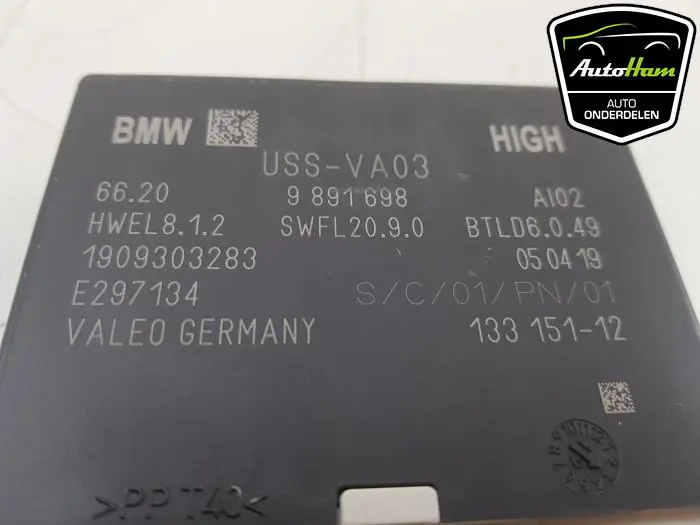 AutoHam
AUTO
ONDERDELEN
BMW HIGH
USS-VA03
66.20 9 891 698 AI02
HWEL8.1.2 SWFL20.9.0 BTLD6.0.49
1909303283 05 04 19
E297134 S/C/01/PN/01
VALEO GERMANY 133 151-12
>PP T40<